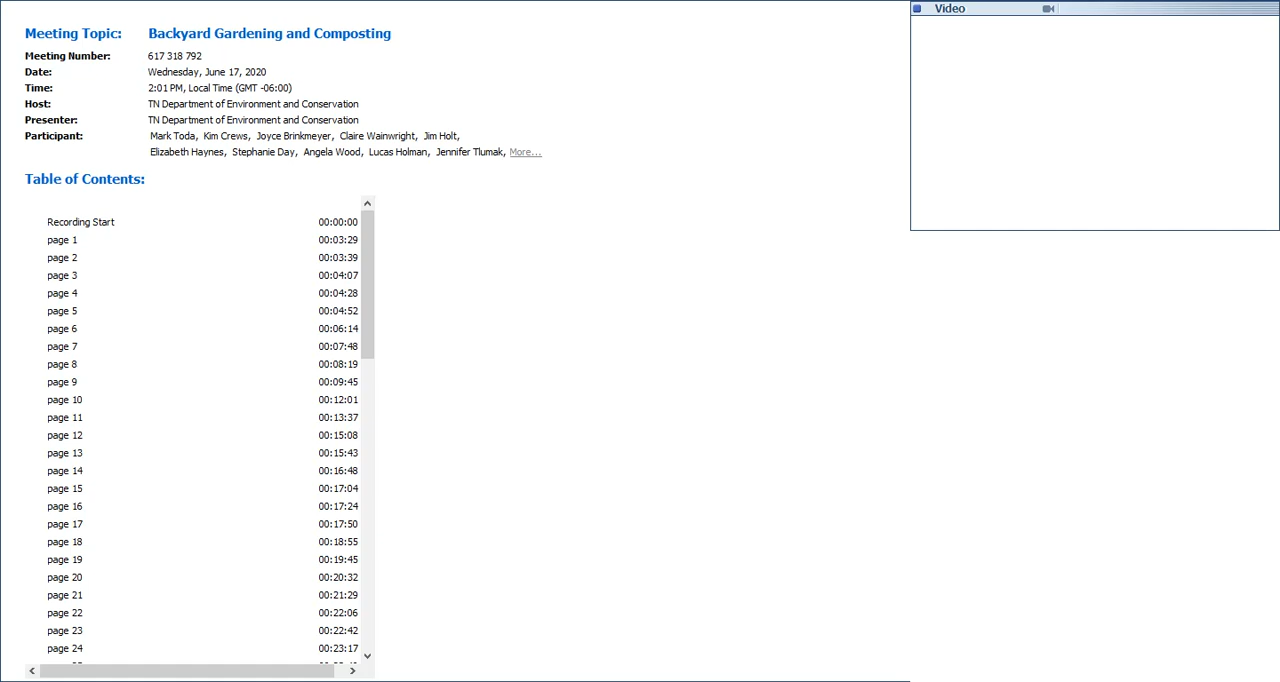 Video
Meeting Topic: Backyard Gardening and Composting
Meeting Number: 617 318 792
Date: Wednesday, June 17, 2020
Time: 2:01 PM, Local Time (GMT -06:00)
Host: TN Department of Environment and Conservation
Presenter: TN Department of Environment and Conservation
Participant: Mark Toda, Kim Crews, Joyce Brinkmeyer, Claire Wainwright, Jim Holt,
Elizabeth Haynes, Stephanie Day, Angela Wood, Lucas Holman, Jennifer Tlumak, More...
Table of Contents:
Recording Start 00:00:00
page 1 00:03:29
page 2 00:03:39
page 3 00:04:07
page 4 00:04:28
page 5 00:04:52
page 6 00:06:14
page 7 00:07:48
page 8 00:08:19
page 9 00:09:45
page 10 00:12:01
page 11 00:13:37
page 12 00:15:08
page 13 00:15:43
page 14 00:16:48
page 15 00:17:04
page 16 00:17:24
page 17 00:17:50
page 18 00:18:55
page 19 00:19:45
page 20 00:20:32
page 21 00:21:29
page 22 00:22:06
page 23 00:22:42
page 24 00:23:17